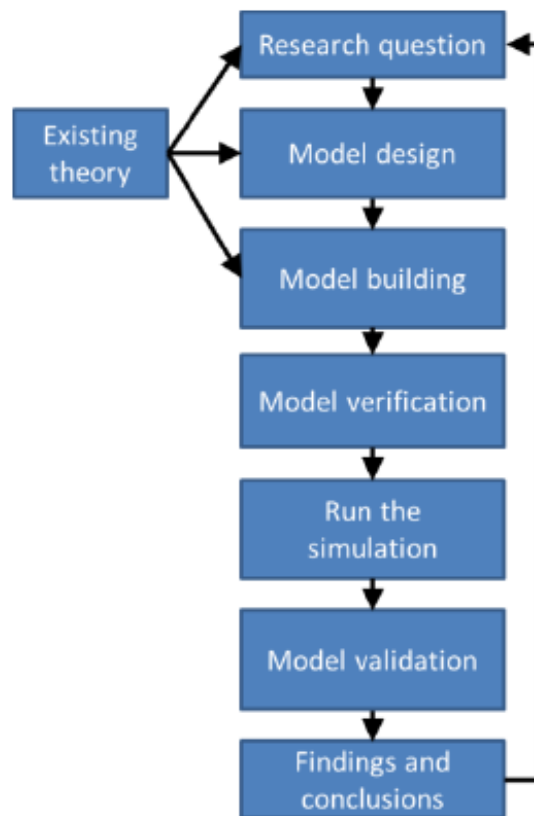 Research question
Existing
theory
Model design
Model building
Model verification
Run the
simulation
Model validation
Findings and
conclusions